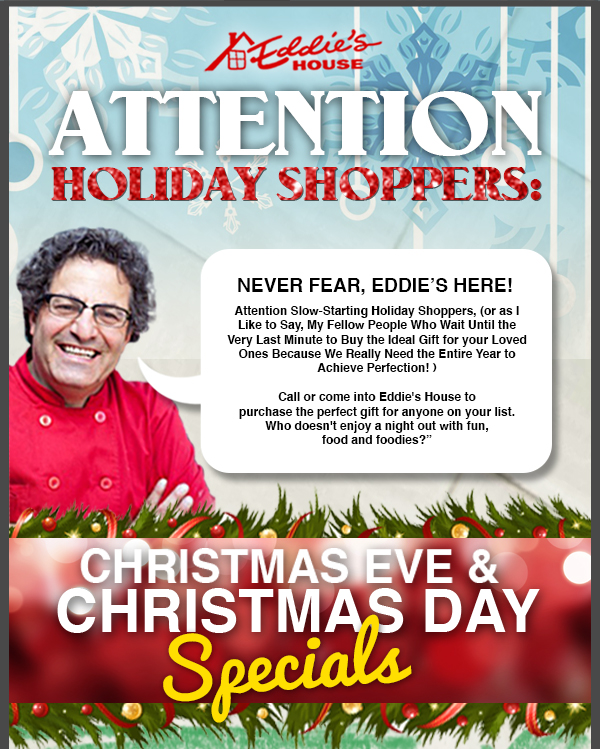 Eddie's
HOUSE
ATTENTION
HOLIDAY SHOPPERS:
NEVER FEAR, EDDIE'S HERE!
Attention Slow-Starting Holiday Shoppers, (or as I
Like to Say, My Fellow People Who Wait Until the
Very Last Minute to Buy the Ideal Gift for your Loved
Ones Because We Really Need the Entire Year to
Achieve Perfection! )
Call or come into Eddie's House to
purchase the perfect gift for anyone on your list.
Who doesn't enjoy a night out with fun,
food and foodies?”
CHRISTMAS EVE &
CHRISTMAS DAY
Specials